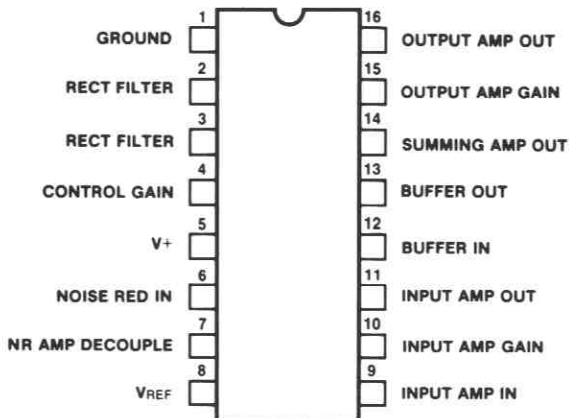 1 16
GROUND OUTPUT AMP OUT
2 15
RECT FILTER OUTPUT AMP GAIN
3 14
RECT FILTER SUMMING AMP OUT
4 13
CONTROL GAIN BUFFER OUT
5 12
V+ BUFFER IN
6 11
NOISE RED IN INPUT AMP OUT
7 10
NR AMP DECOUPLE INPUT AMP GAIN
8 9
VREF INPUT AMP IN